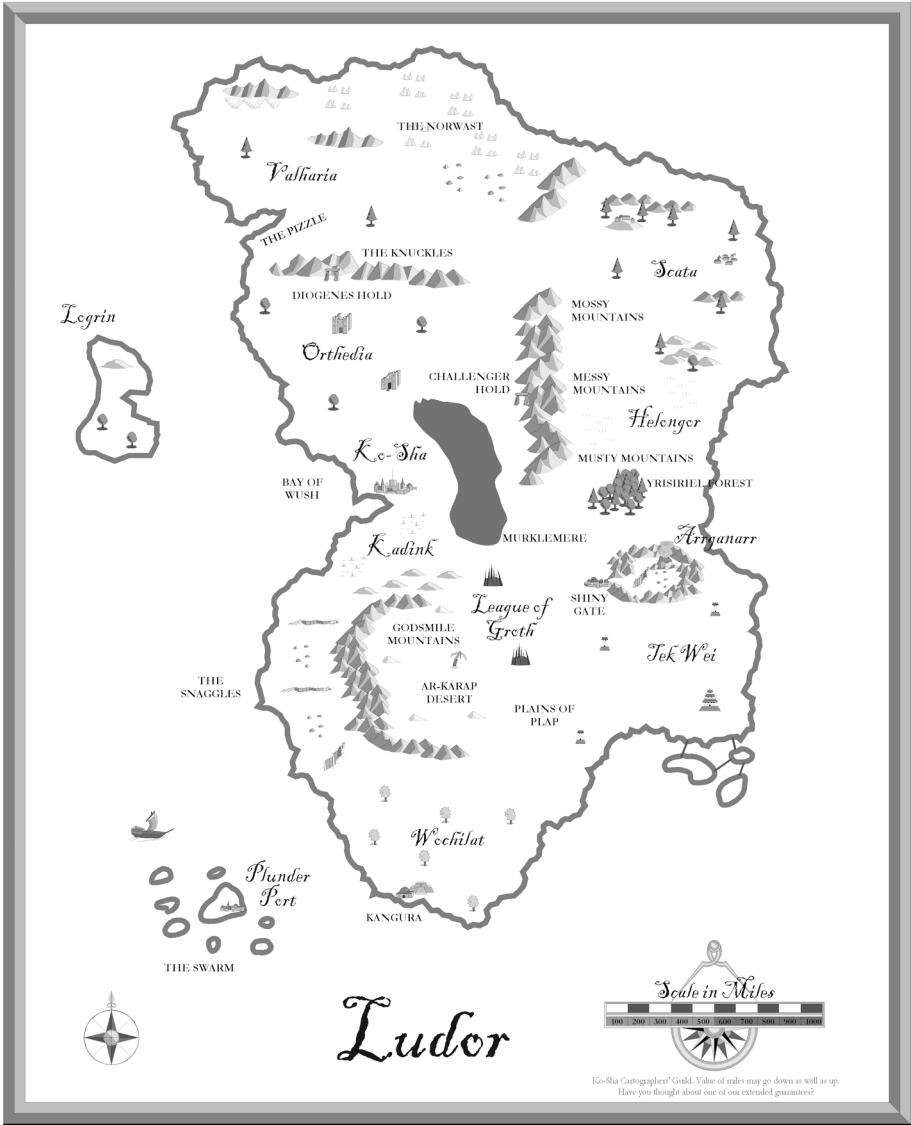 THE NORWAST
Valharia
THE PIZZLE
THE KNUCKLES
Scata
DIOGENES HOLD
MOSSY
MOUNTAINS
Logrin
Orthedia
CHALLENGER
HOLD
MESSY
MOUNTAINS
Helongor
Ko-Sha
MUSTY MOUNTAINS
BAY OF
WUSH
YRISIRIEL FOREST
MURKLEMERE
Arrganarr
Kadink
SHINY
GATE
League of
Groth
GODSMILE
MOUNTAINS
Tek Wei
THE
SNAGGLES
AR-KARAP
DESERT
PLAINS OF
PLAP
Wochilat
Plunder
Port
KANGURA
THE SWARM
Ludor
Scale in Miles
100 200 300 400 500 600 700 800 900 1000
Ko-Sha Cartographers' Guild. Value of miles may go down as well as up.
Have you thought about one of our extended guarantees?